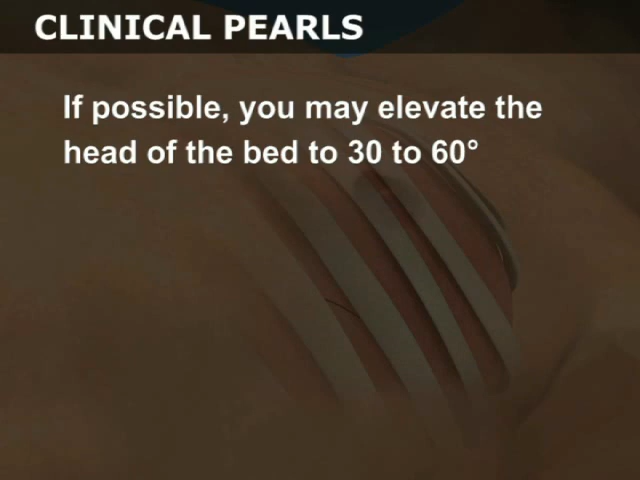 CLINICAL PEARLS
If possible, you may elevate the
head of the bed to 30 to 60°